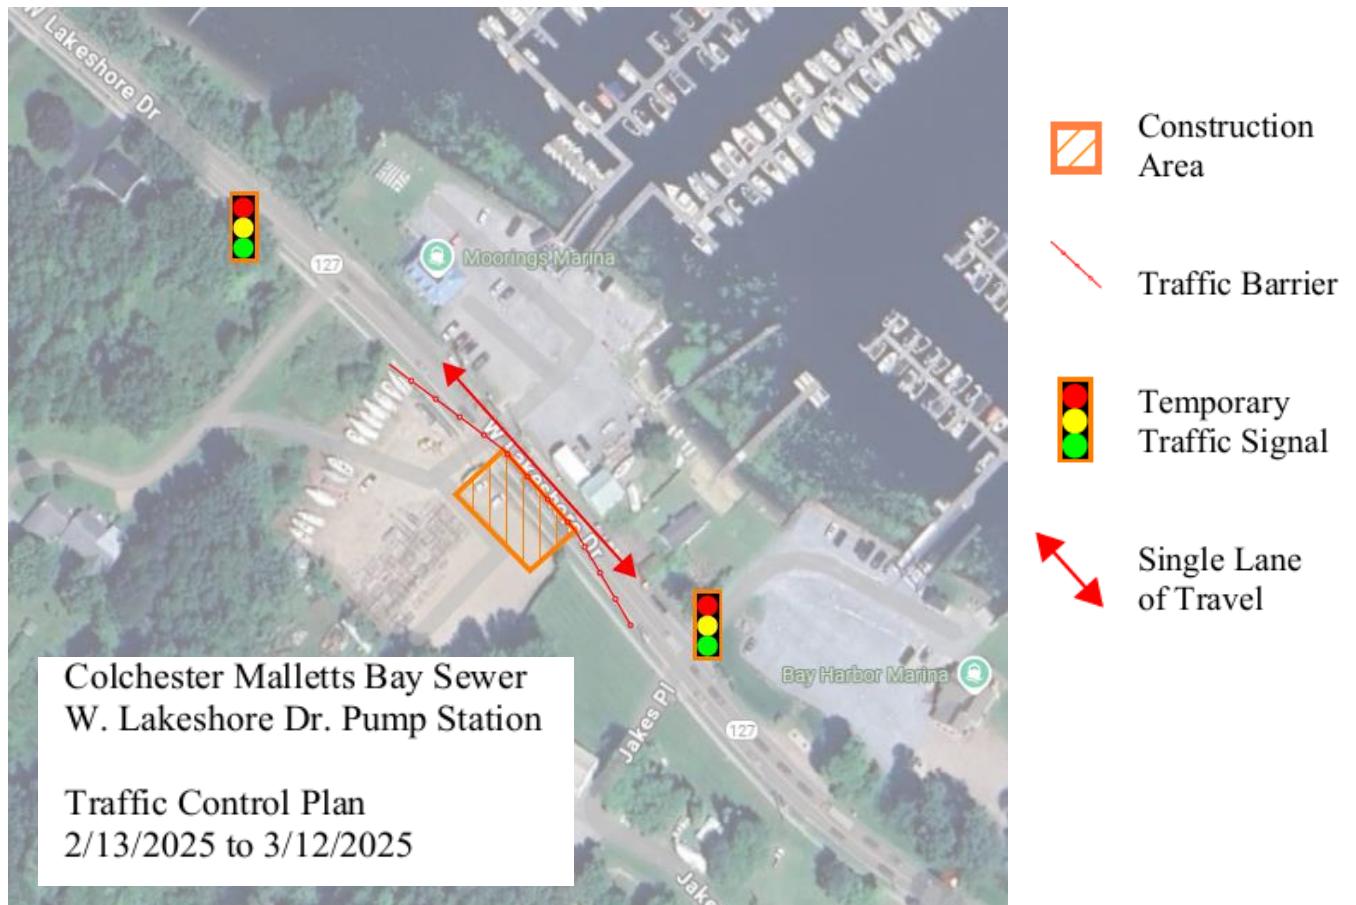 W Lakeshore Dr
127
Moorings Marina
W Lakeshore Dr
Bay Harbor Marina
Jakes Pl
127
Jake
Colchester Malletts Bay Sewer
W. Lakeshore Dr. Pump Station
Traffic Control Plan
2/13/2025 to 3/12/2025
Construction
Area
Traffic Barrier
Temporary
Traffic Signal
Single Lane
of Travel